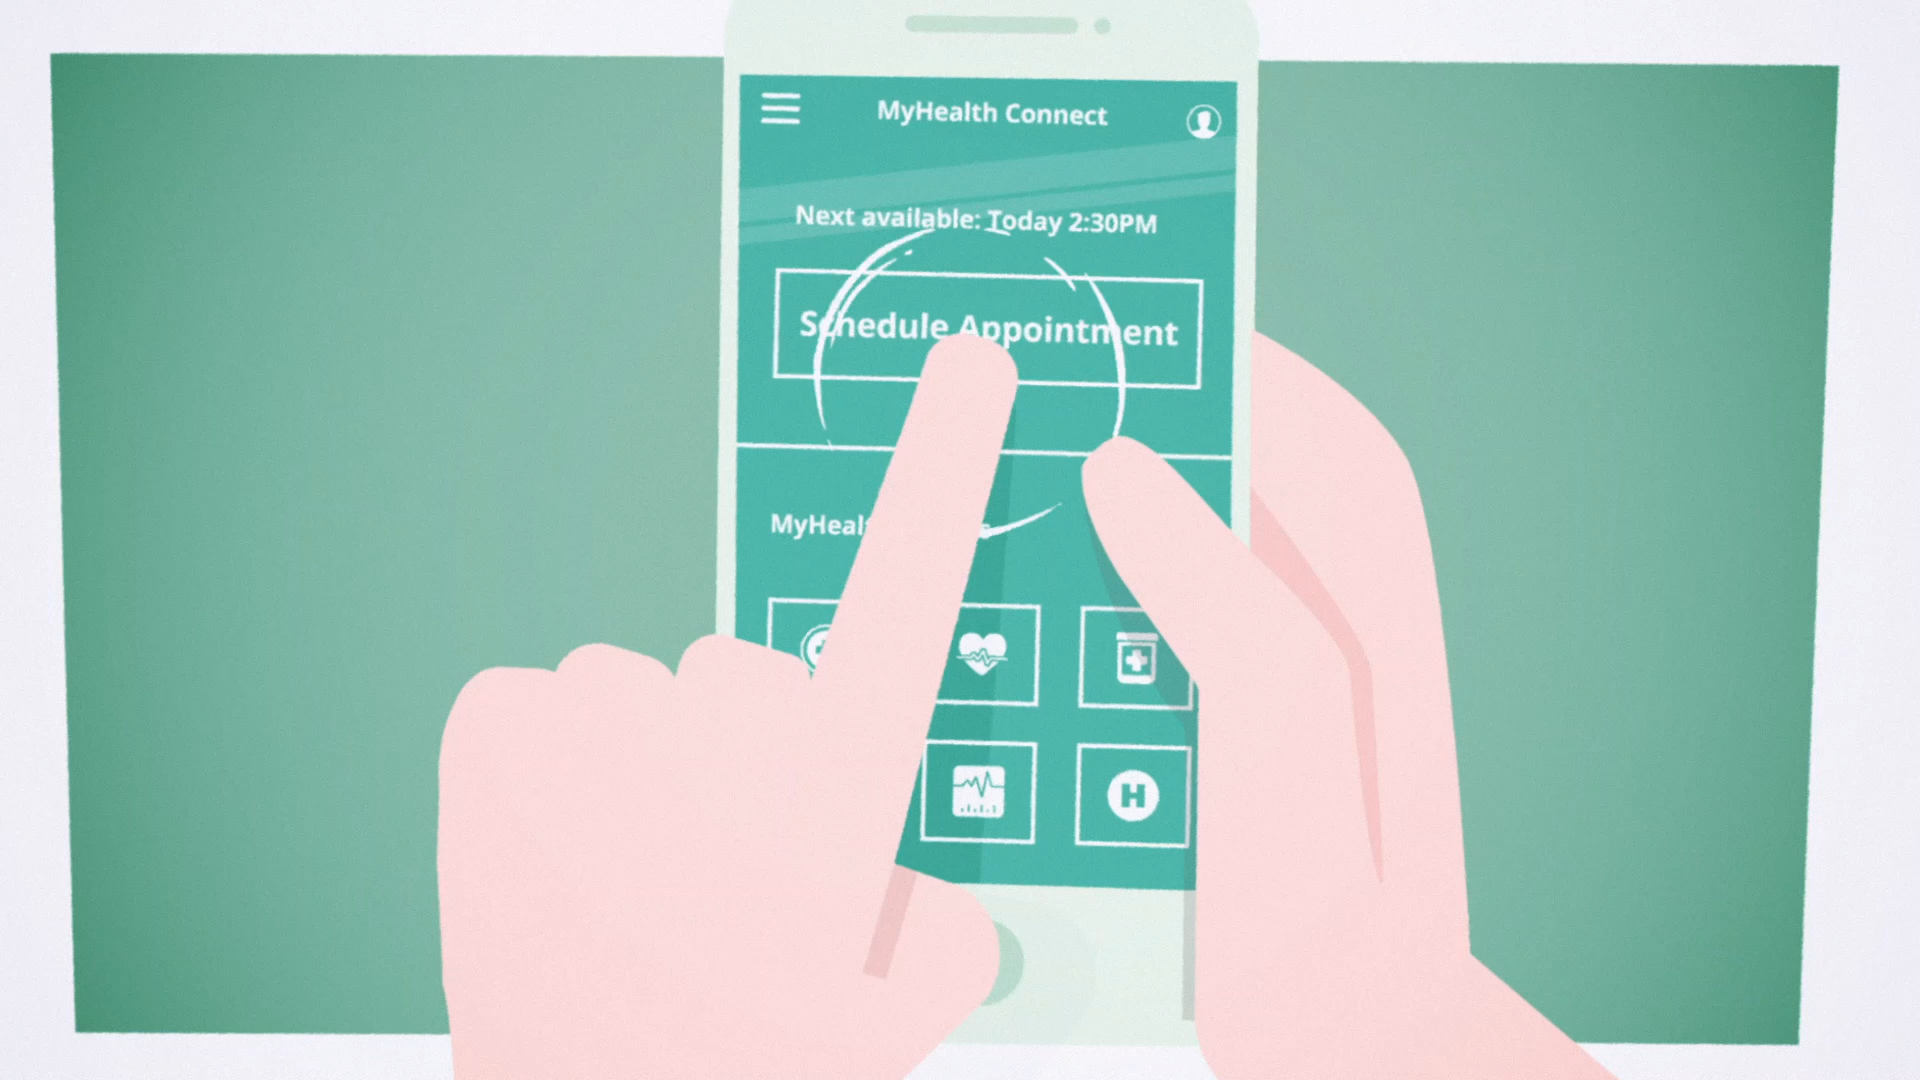 MyHealth Connect
Next available: Today 2:30PM
Schedule Appointment
H